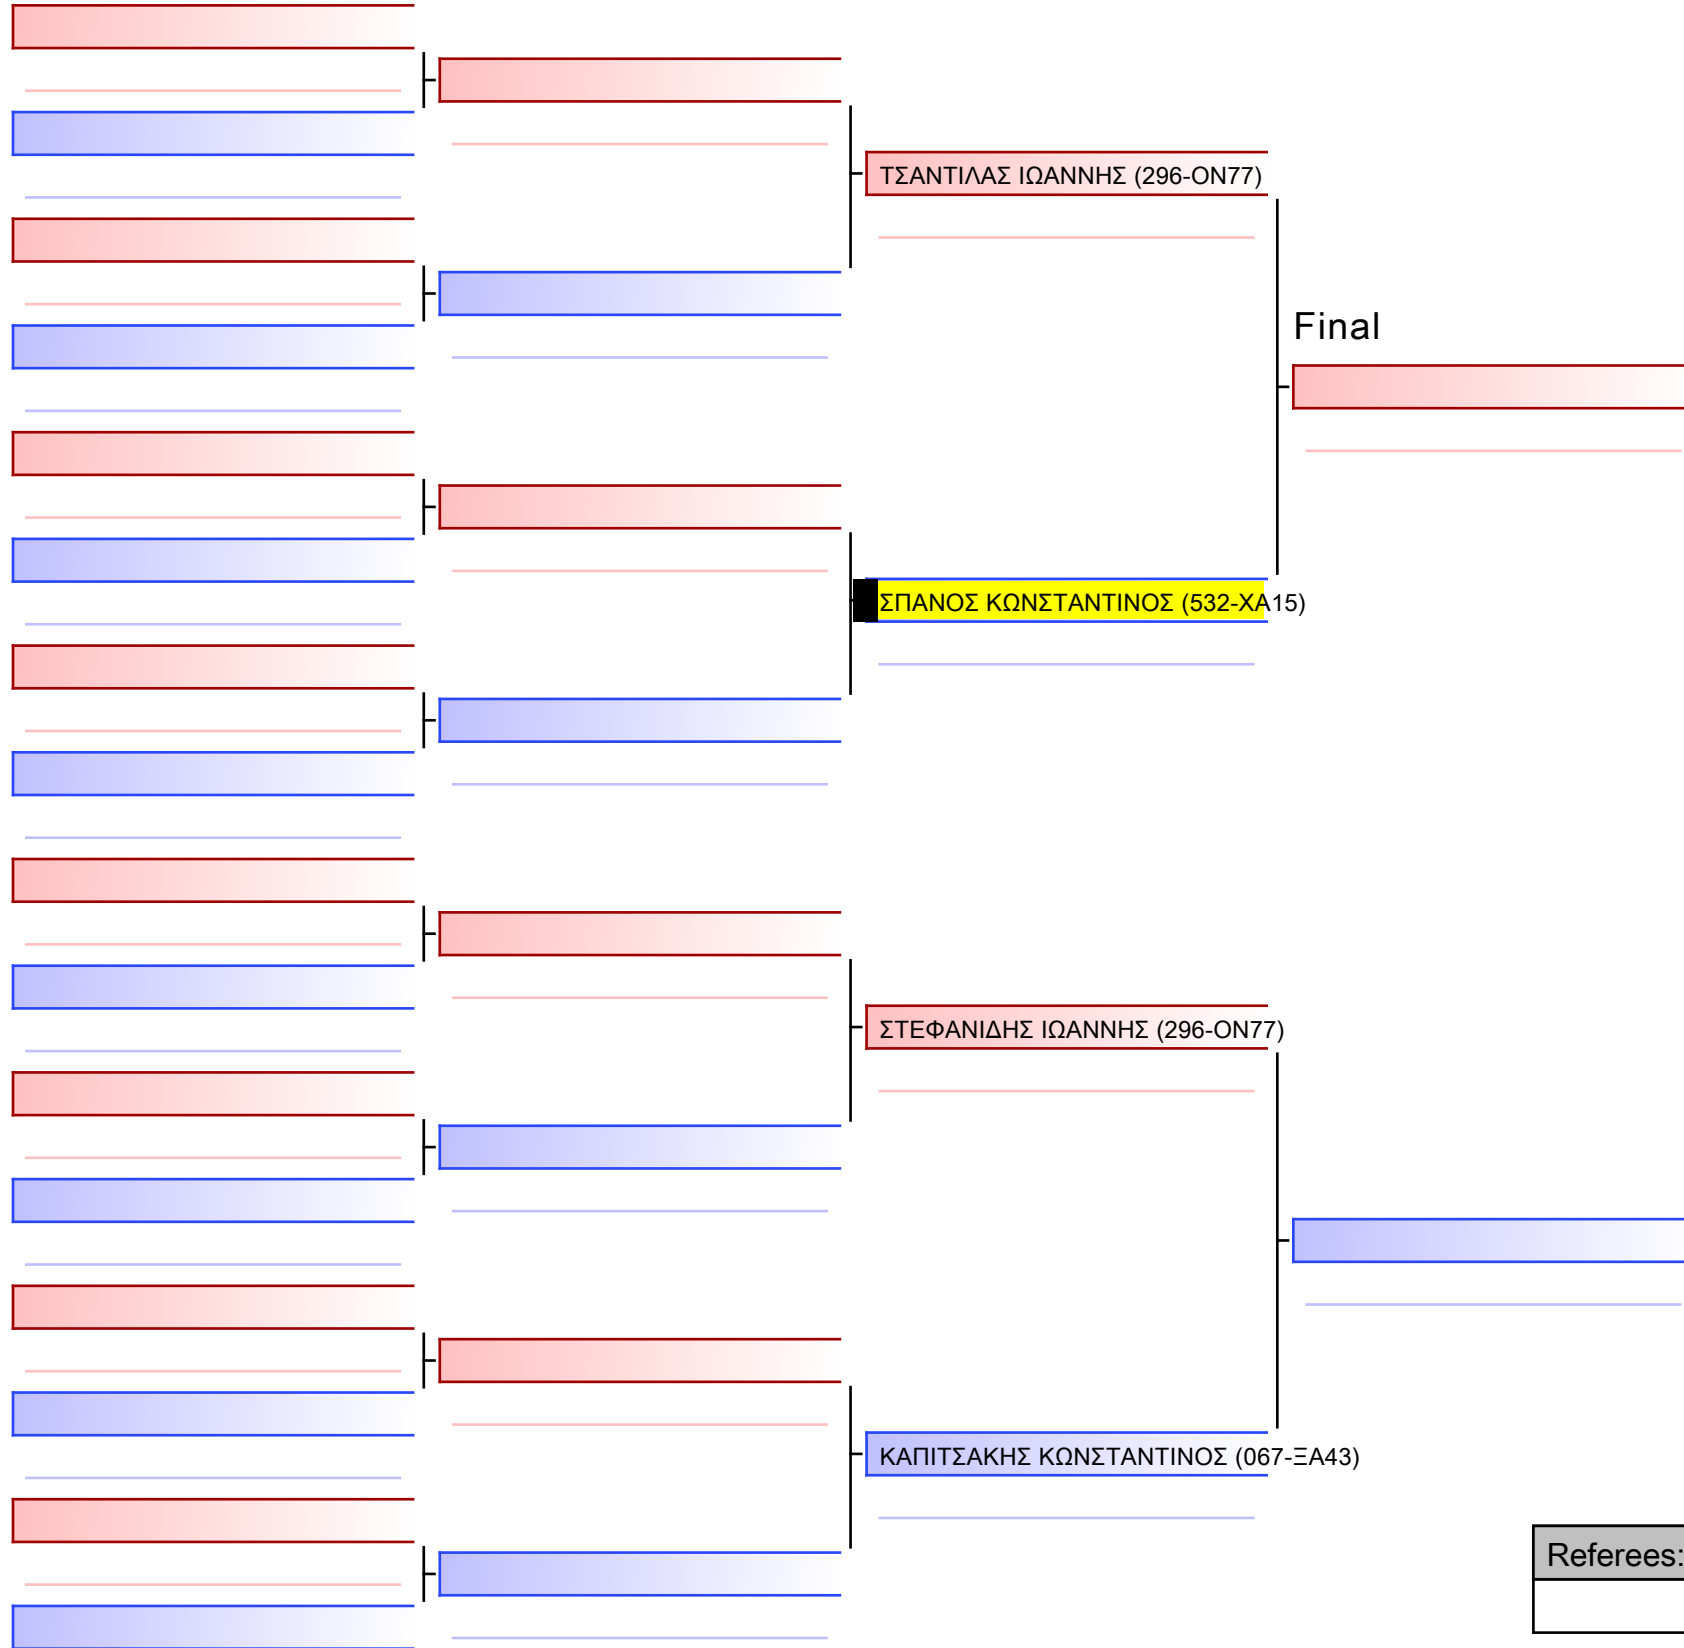 ΤΣΑΝΤΙΛΑΣ ΙΩΑΝΝΗΣ (296-ΟΝ77)
Final
ΣΠΑΝΟΣ ΚΩΝΣΤΑΝΤΙΝΟΣ (532-ΧΑ15)
ΣΤΕΦΑΝΙΔΗΣ ΙΩΑΝΝΗΣ (296-ΟΝ77)
ΚΑΠΙΤΣΑΚΗΣ ΚΩΝΣΤΑΝΤΙΝΟΣ (067-ΞΑ43)
Referees: